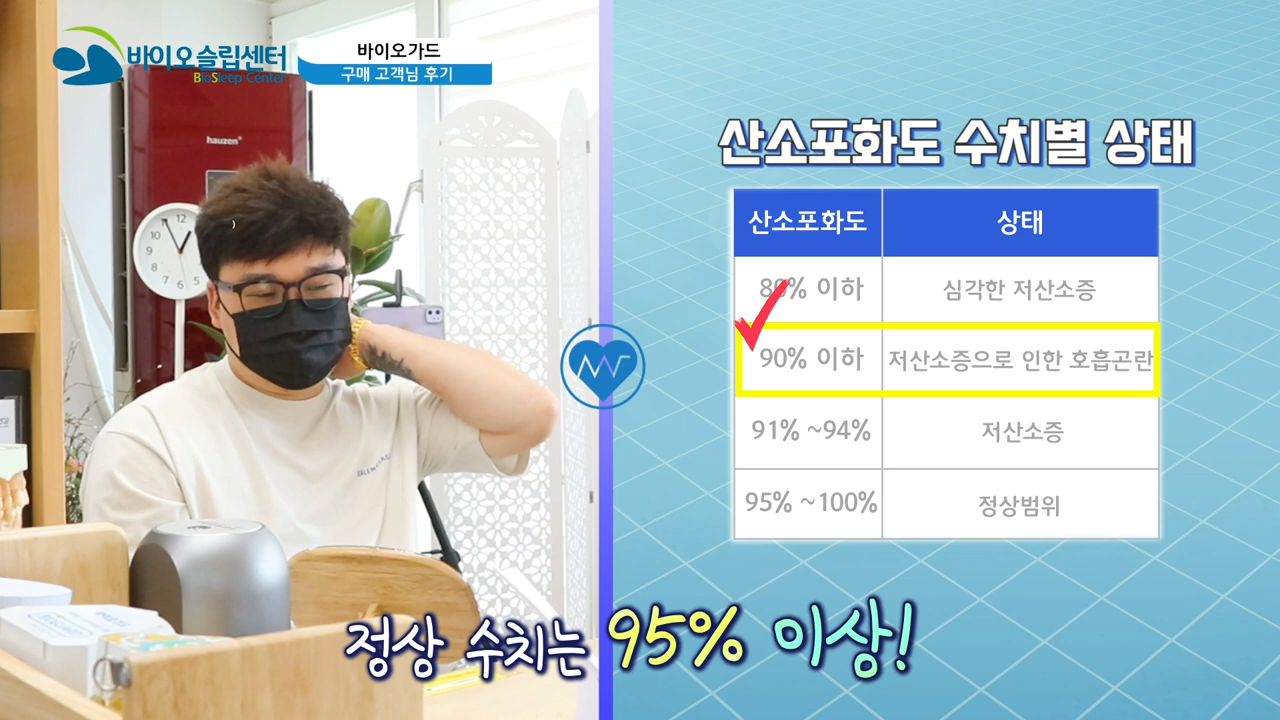 바이오슬립센터
BioSleep Center
바이오가드
구매 고객님 후기
hauzen
산소포화도 수치별 상태
산소포화도 상태
80% 이하 심각한 저산소증
90% 이하 저산소증으로 인한 호흡곤란
91% ~94% 저산소증
95% ~100% 정상범위
정상 수치는 95% 이상!